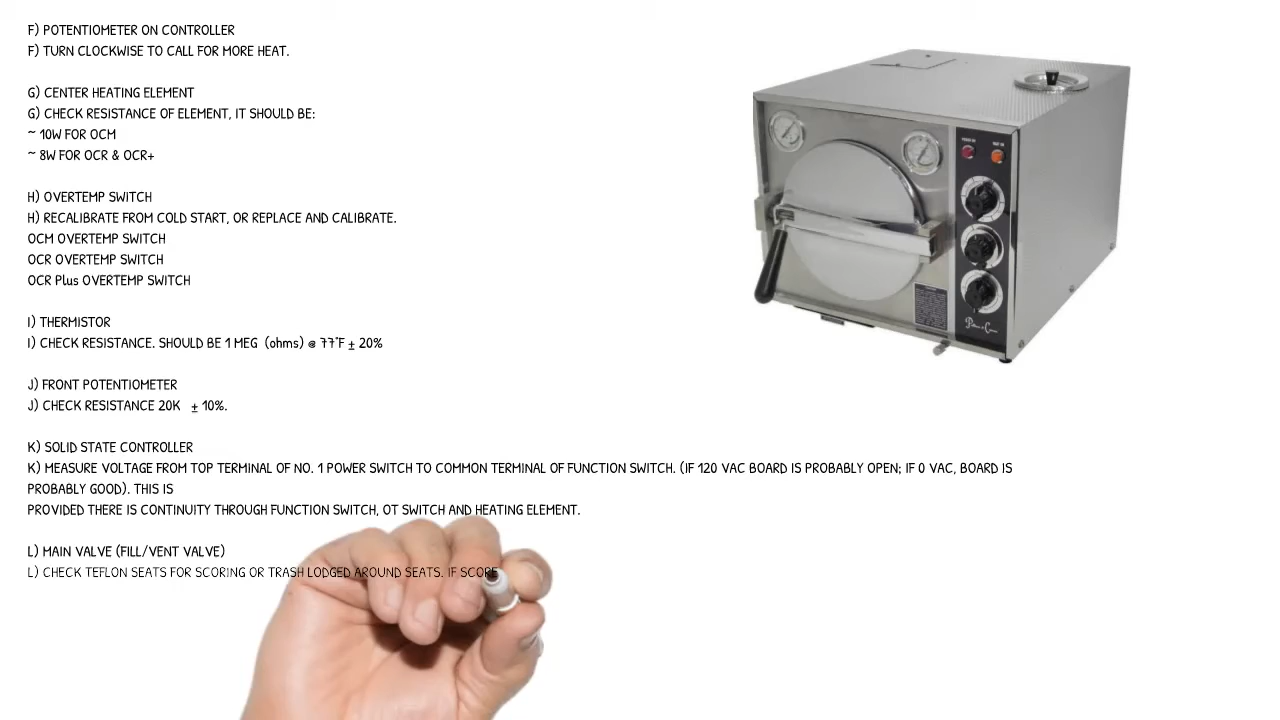 F) POTENTIOMETER ON CONTROLLER
F) TURN CLOCKWISE TO CALL FOR MORE HEAT.
G) CENTER HEATING ELEMENT
G) CHECK RESISTANCE OF ELEMENT, IT SHOULD BE:
~ 10W FOR OCM
~ 8W FOR OCR & OCR+
H) OVERTEMP SWITCH
H) RECALIBRATE FROM COLD START, OR REPLACE AND CALIBRATE.
OCM OVERTEMP SWITCH
OCR OVERTEMP SWITCH
OCR Plus OVERTEMP SWITCH
I) THERMISTOR
I) CHECK RESISTANCE. SHOULD BE 1 MEG (ohms) @ 77°F ± 20%
J) FRONT POTENTIOMETER
J) CHECK RESISTANCE 20K ± 10%.
K) SOLID STATE CONTROLLER
K) MEASURE VOLTAGE FROM TOP TERMINAL OF NO. 1 POWER SWITCH TO COMMON TERMINAL OF FUNCTION SWITCH. (IF 120 VAC BOARD IS PROBABLY OPEN; IF 0 VAC, BOARD IS
PROBABLY GOOD). THIS IS
PROVIDED THERE IS CONTINUITY THROUGH FUNCTION SWITCH, OT SWITCH AND HEATING ELEMENT.
L) MAIN VALVE (FILL/VENT VALVE)
L) CHECK TEFLON SEATS FOR SCORING OR TRASH LODGED AROUND SEATS. IF SCORE